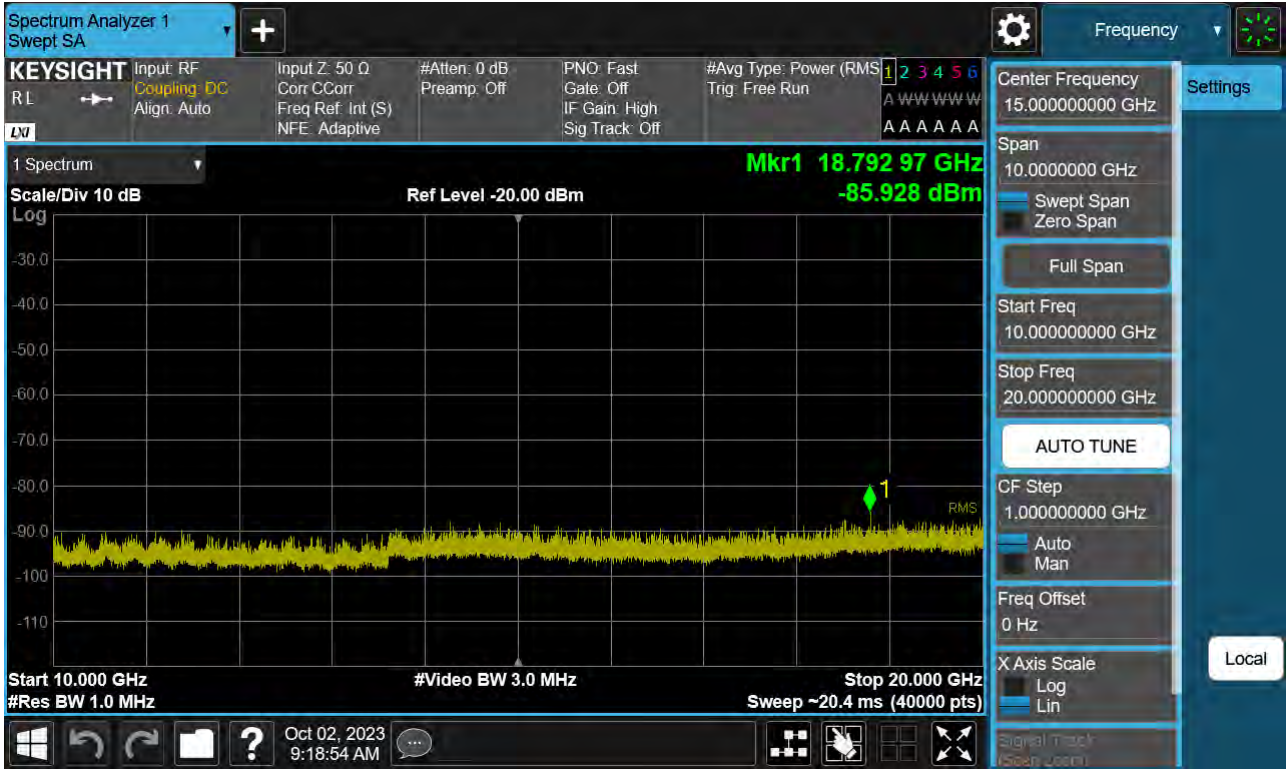 Spectrum Analyzer 1
Swept SA
+
Frequency
KEYSIGHT
R L
LXI
Input: RF
Coupling: DC
Align: Auto
Input Z: 50 Ω
Corr CCorr
Freq Ref: Int (S)
NFE: Adaptive
#Atten: 0 dB
Preamp: Off
PNO: Fast
Gate: Off
IF Gain: High
Sig Track: Off
#Avg Type: Power (RMS
Trig: Free Run
1 2 3 4 5 6
A W W W W W
A A A A A A
Center Frequency
15.000000000 GHz
Settings
Span
10.0000000 GHz
Swept Span
Zero Span
Full Span
Start Freq
10.000000000 GHz
Stop Freq
20.000000000 GHz
AUTO TUNE
CF Step
1.000000000 GHz
Auto
Man
Freq Offset
0 Hz
X Axis Scale
Log
Lin
Signal Track
(Span Zoom)
Local
1 Spectrum
Mkr1 18.792 97 GHz
-85.928 dBm
Scale/Div 10 dB
Ref Level -20.00 dBm
Log
-30.0
-40.0
-50.0
-60.0
-70.0
-80.0
-90.0
-100
-110
1
RMS
Start 10.000 GHz
#Video BW 3.0 MHz
Stop 20.000 GHz
#Res BW 1.0 MHz
Sweep ~20.4 ms (40000 pts)
?
Oct 02, 2023
9:18:54 AM